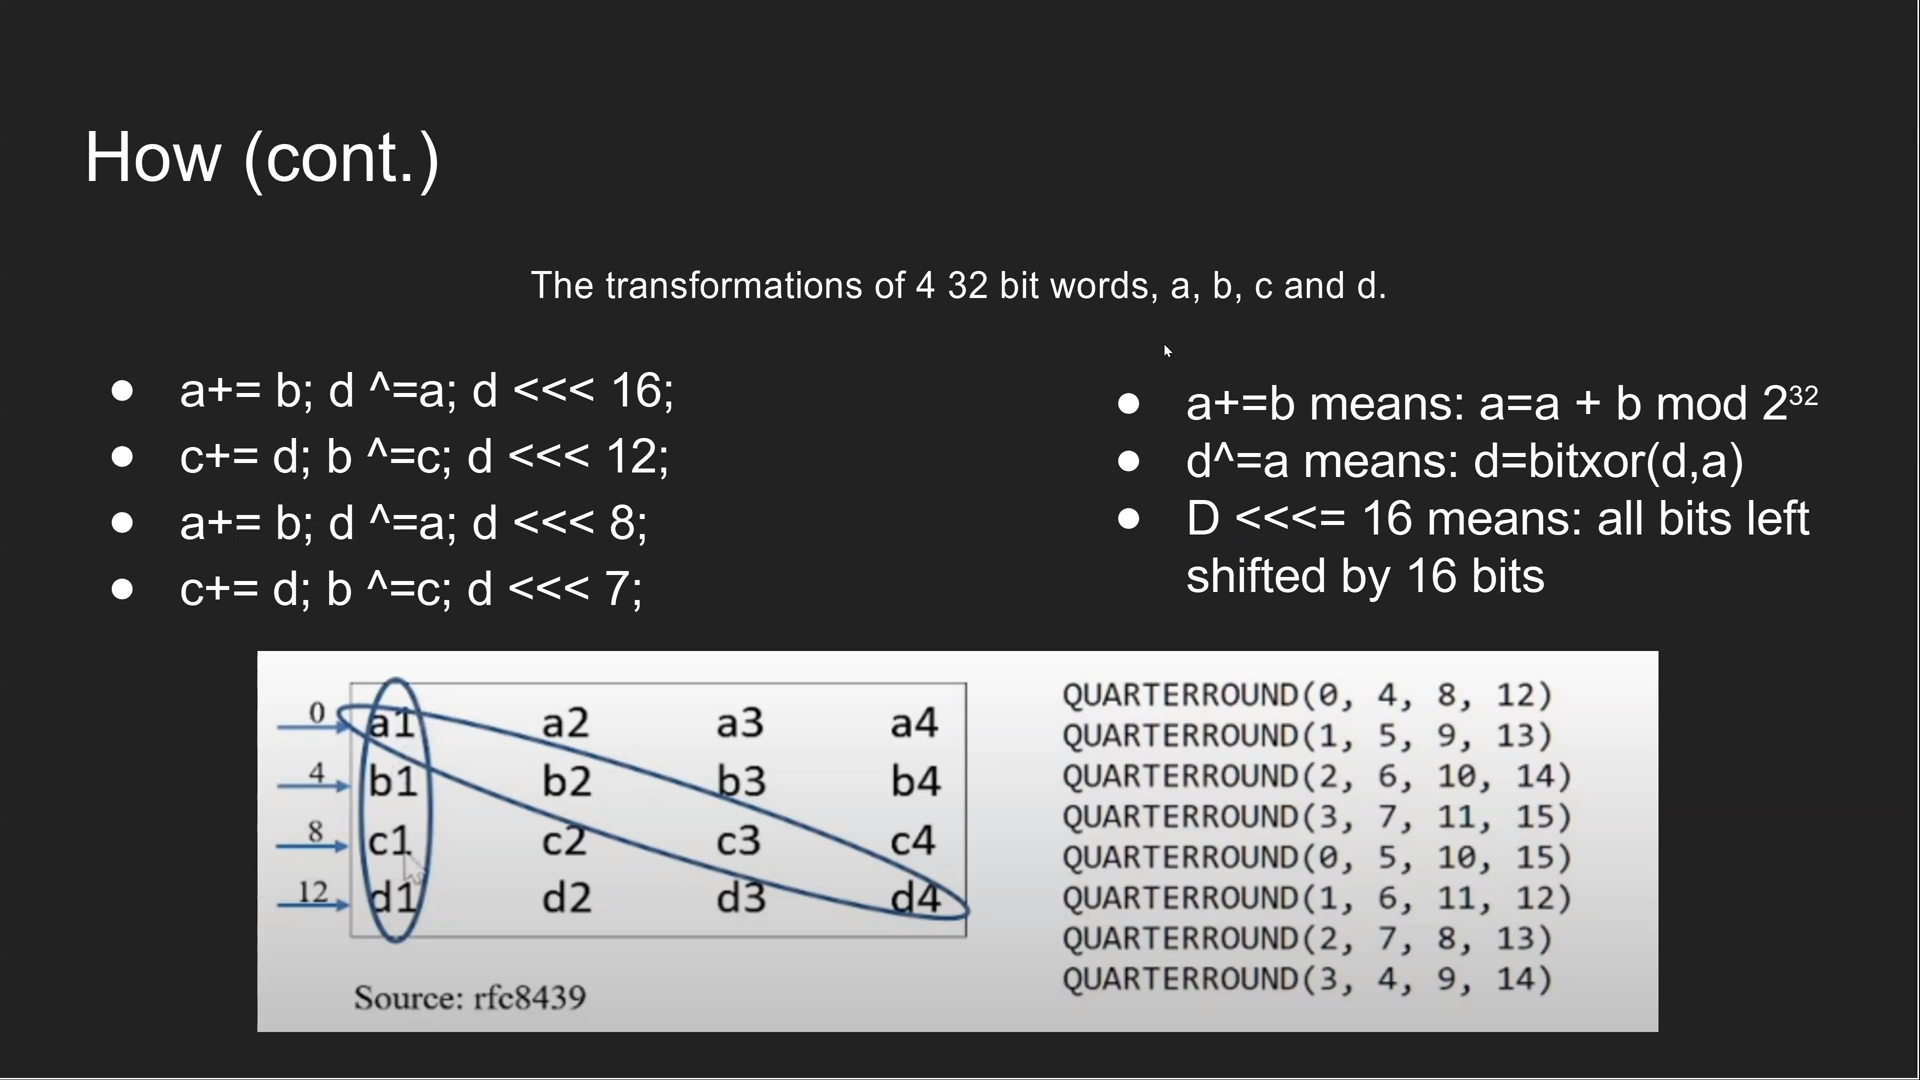 How (cont.)
The transformations of 4 32 bit words, a, b, c and d.
● a+= b; d ^=a; d <<< 16;
● c+= d; b ^=c; d <<< 12;
● a+= b; d ^=a; d <<< 8;
● c+= d; b ^=c; d <<< 7;
● a+=b means: a=a + b mod 2³²
● d^=a means: d=bitxor(d,a)
● D <<<= 16 means: all bits left
shifted by 16 bits
0 a1 a2 a3 a4
4 b1 b2 b3 b4
8 c1 c2 c3 c4
12 d1 d2 d3 d4
Source: rfc8439
QUARTERROUND(0, 4, 8, 12)
QUARTERROUND(1, 5, 9, 13)
QUARTERROUND(2, 6, 10, 14)
QUARTERROUND(3, 7, 11, 15)
QUARTERROUND(0, 5, 10, 15)
QUARTERROUND(1, 6, 11, 12)
QUARTERROUND(2, 7, 8, 13)
QUARTERROUND(3, 4, 9, 14)